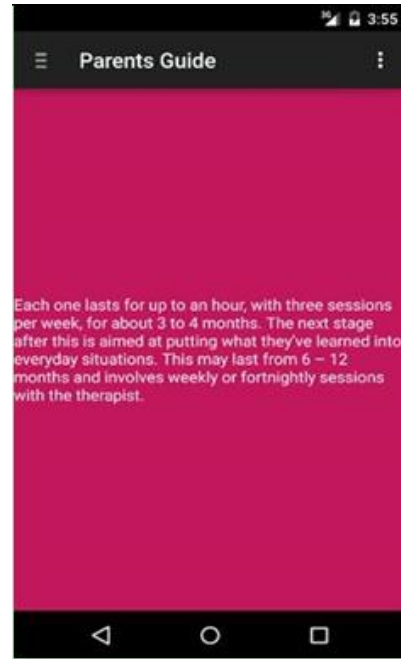 3G 3:55
Parents Guide
Each one lasts for up to an hour, with three sessions
per week, for about 3 to 4 months. The next stage
after this is aimed at putting what they've learned into
everyday situations. This may last from 6 – 12
months and involves weekly or fortnightly sessions
with the therapist.